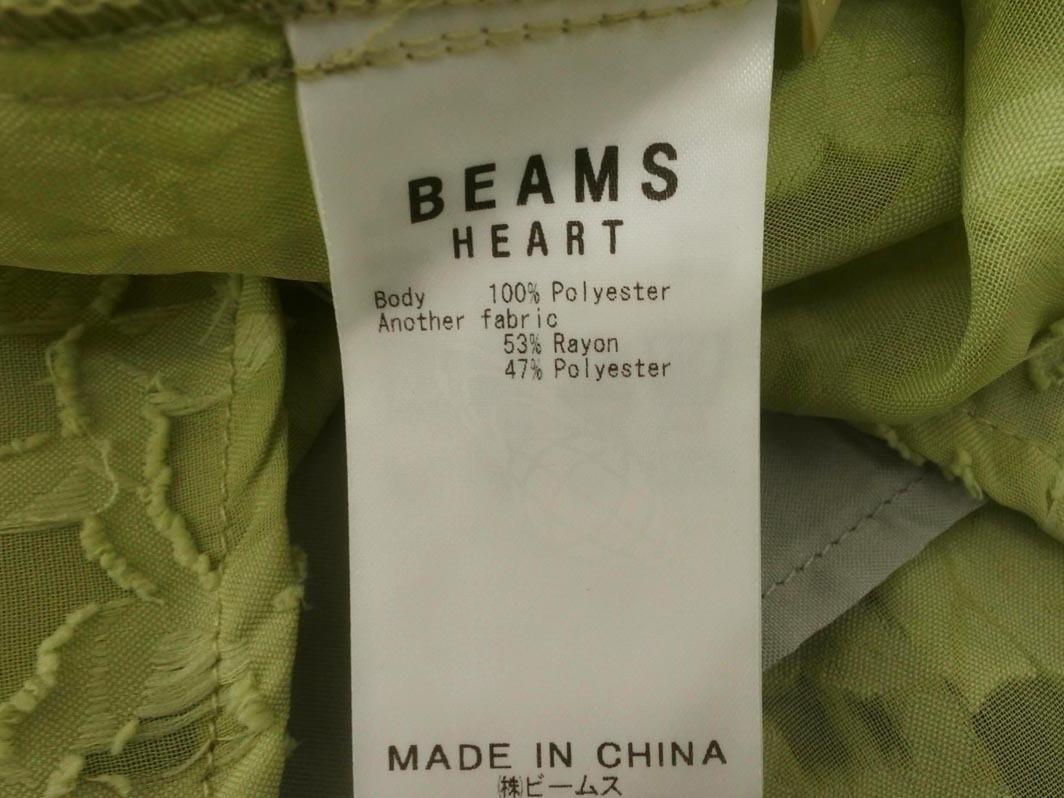 BEAMS
HEART
Body 100% Polyester
Another fabric
53% Rayon
47% Polyester
MADE IN CHINA
㈱ビームス